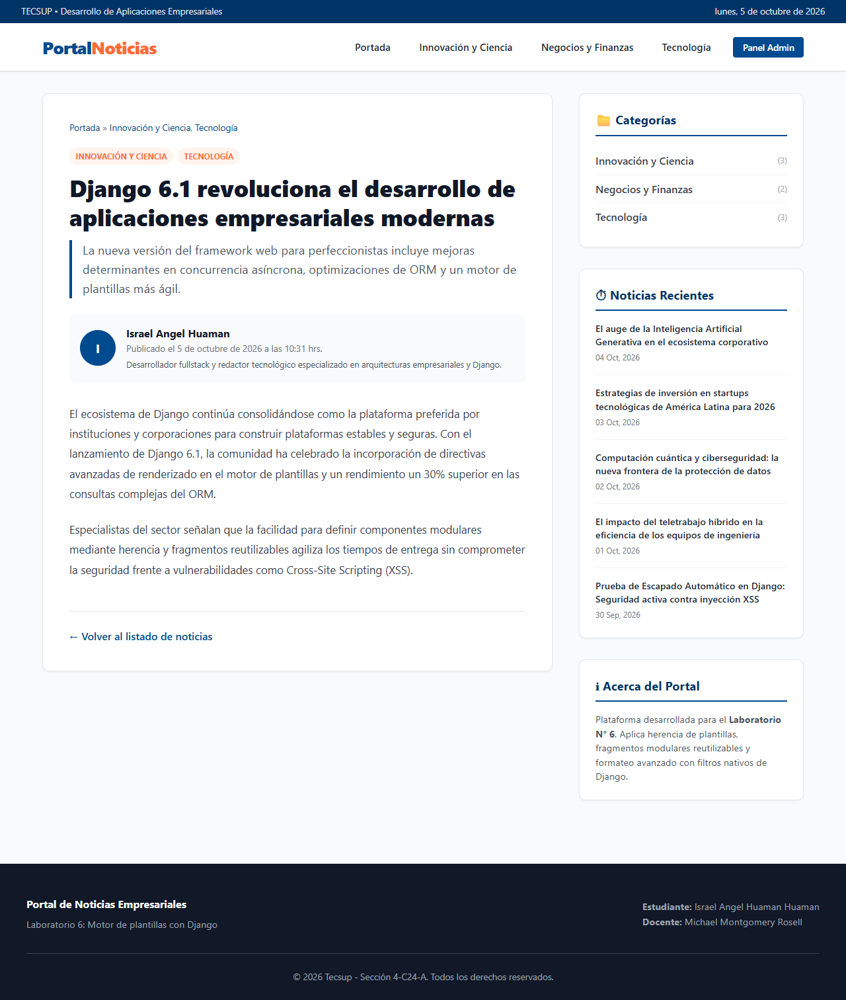 TECSUP • Desarrollo de Aplicaciones Empresariales
lunes, 5 de octubre de 2026
PortalNoticias
Portada
Innovación y Ciencia
Negocios y Finanzas
Tecnología
Panel Admin
Portada » Innovación y Ciencia, Tecnología
INNOVACIÓN Y CIENCIA
TECNOLOGÍA
Django 6.1 revoluciona el desarrollo de
aplicaciones empresariales modernas
La nueva versión del framework web para perfeccionistas incluye mejoras
determinantes en concurrencia asíncrona, optimizaciones de ORM y un motor de
plantillas más ágil.
I
Israel Angel Huaman
Publicado el 5 de octubre de 2026 a las 10:31 hrs.
Desarrollador fullstack y redactor tecnológico especializado en arquitecturas empresariales y Django.
El ecosistema de Django continúa consolidándose como la plataforma preferida por
instituciones y corporaciones para construir plataformas estables y seguras. Con el
lanzamiento de Django 6.1, la comunidad ha celebrado la incorporación de directivas
avanzadas de renderizado en el motor de plantillas y un rendimiento un 30% superior en las
consultas complejas del ORM.
Especialistas del sector señalan que la facilidad para definir componentes modulares
mediante herencia y fragmentos reutilizables agiliza los tiempos de entrega sin comprometer
la seguridad frente a vulnerabilidades como Cross-Site Scripting (XSS).
← Volver al listado de noticias
📁 Categorías
Innovación y Ciencia (3)
Negocios y Finanzas (2)
Tecnología (3)
⏱ Noticias Recientes
El auge de la Inteligencia Artificial
Generativa en el ecosistema corporativo
04 Oct, 2026
Estrategias de inversión en startups
tecnológicas de América Latina para 2026
03 Oct, 2026
Computación cuántica y ciberseguridad: la
nueva frontera de la protección de datos
02 Oct, 2026
El impacto del teletrabajo híbrido en la
eficiencia de los equipos de ingeniería
01 Oct, 2026
Prueba de Escapado Automático en Django:
Seguridad activa contra inyección XSS
30 Sep, 2026
ℹ Acerca del Portal
Plataforma desarrollada para el Laboratorio
N° 6. Aplica herencia de plantillas,
fragmentos modulares reutilizables y
formateo avanzado con filtros nativos de
Django.
Portal de Noticias Empresariales
Laboratorio 6: Motor de plantillas con Django
Estudiante: Israel Angel Huaman Huaman
Docente: Michael Montgomery Rosell
© 2026 Tecsup - Sección 4-C24-A. Todos los derechos reservados.